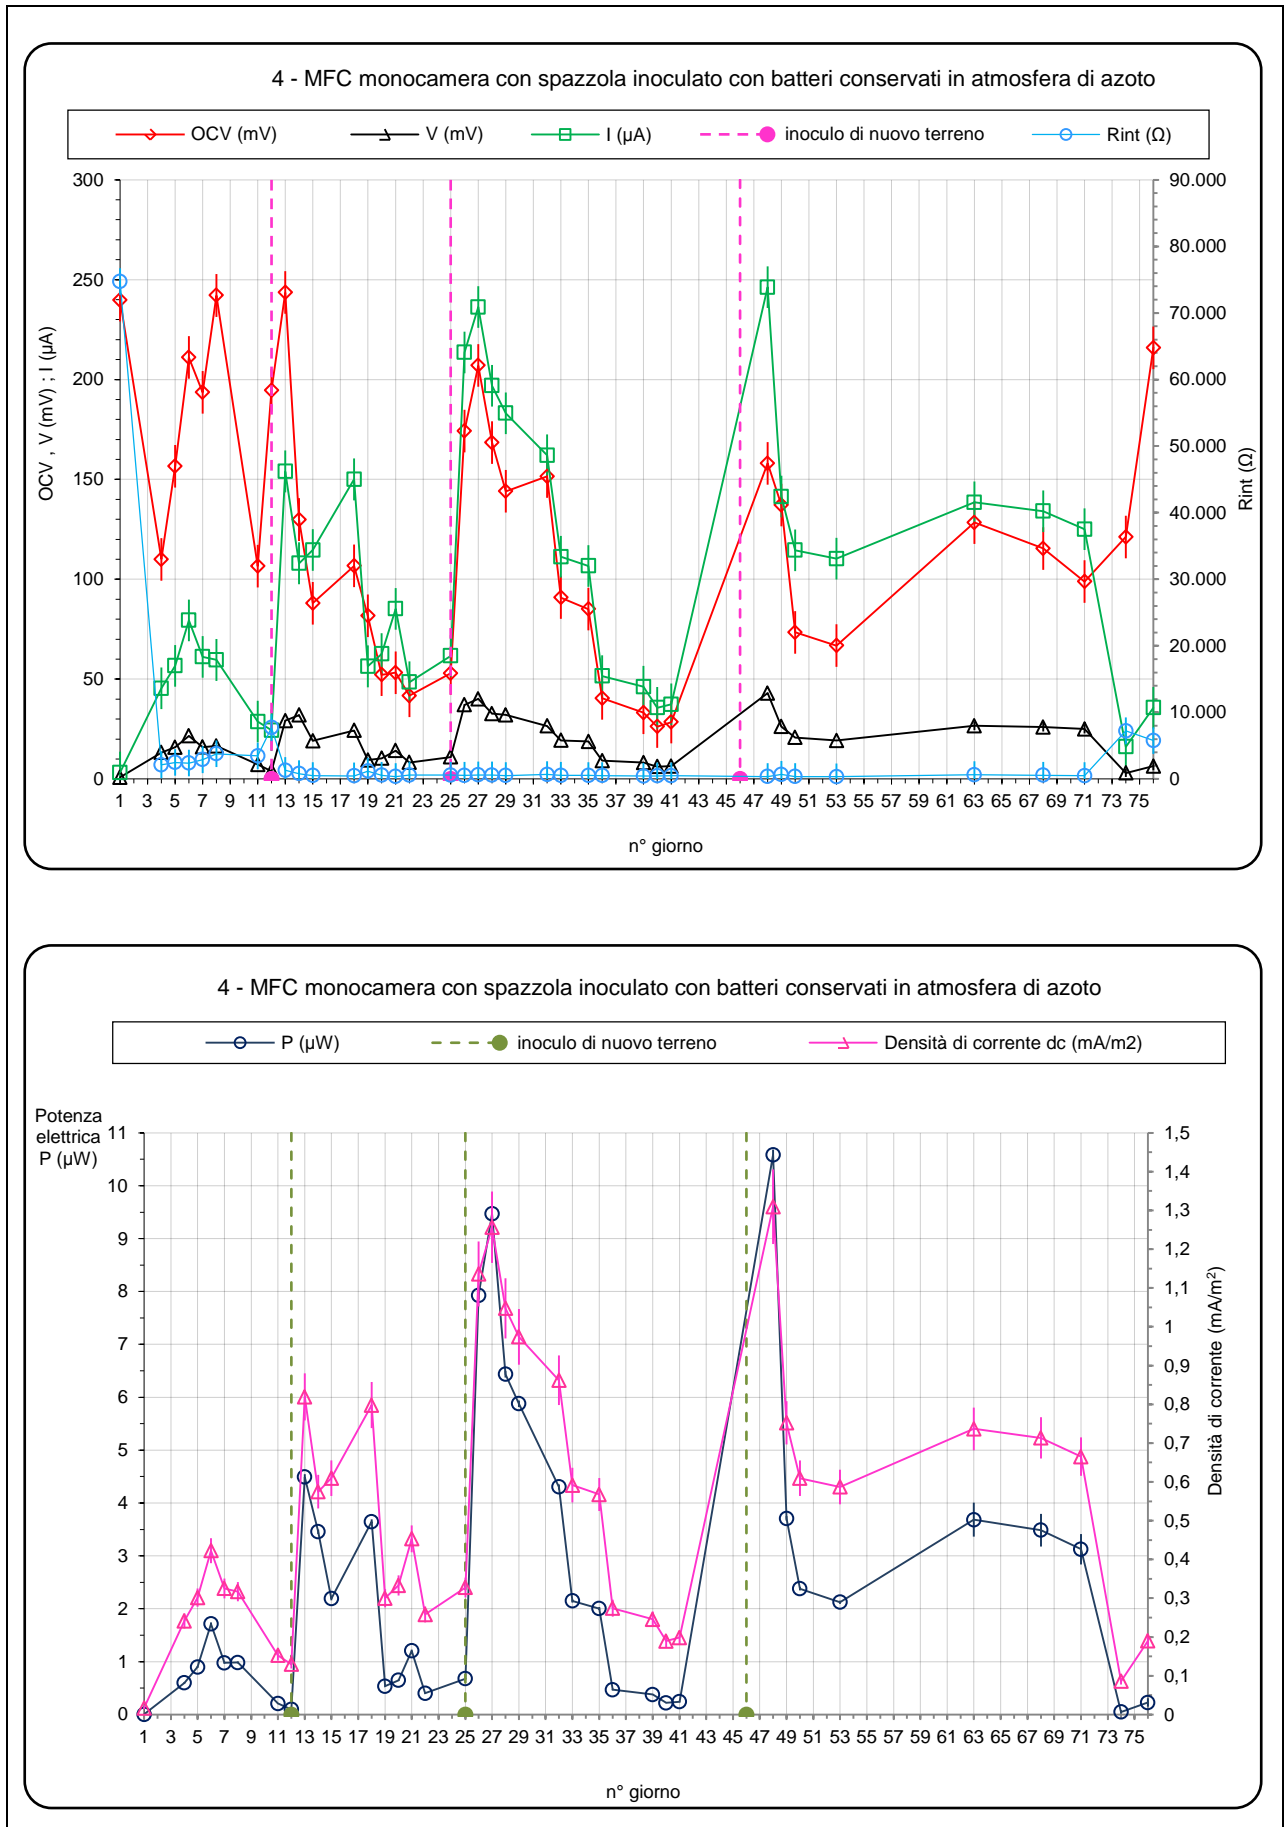 4 - MFC monocamera con spazzola inoculato con batteri conservati in atmosfera di azoto
OCV (mV) V (mV) I (µA) inoculo di nuovo terreno Rint (Ω)
300 90.000
80.000
250
70.000
60.000
200
50.000
150
40.000
100 30.000
20.000
50
10.000
0 0
OCV , V (mV) ; I (µA)
Rint (Ω)
1 3 5 7 9 11 13 15 17 19 21 23 25 27 29 31 33 35 37 39 41 43 45 47 49 51 53 55 57 59 61 63 65 67 69 71 73 75
n° giorno
4 - MFC monocamera con spazzola inoculato con batteri conservati in atmosfera di azoto
P (µW) inoculo di nuovo terreno Densità di corrente dc (mA/m2)
Potenza
elettrica
P (µW)
11 1,5
1,4
10
1,3
9
1,2
8 1,1
7 1
0,9
6
0,8
5 0,7
4 0,6
0,5
3
0,4
2 0,3
1 0,2
0,1
0 0
Densità di corrente (mA/m²)
1 3 5 7 9 11 13 15 17 19 21 23 25 27 29 31 33 35 37 39 41 43 45 47 49 51 53 55 57 59 61 63 65 67 69 71 73 75
n° giorno